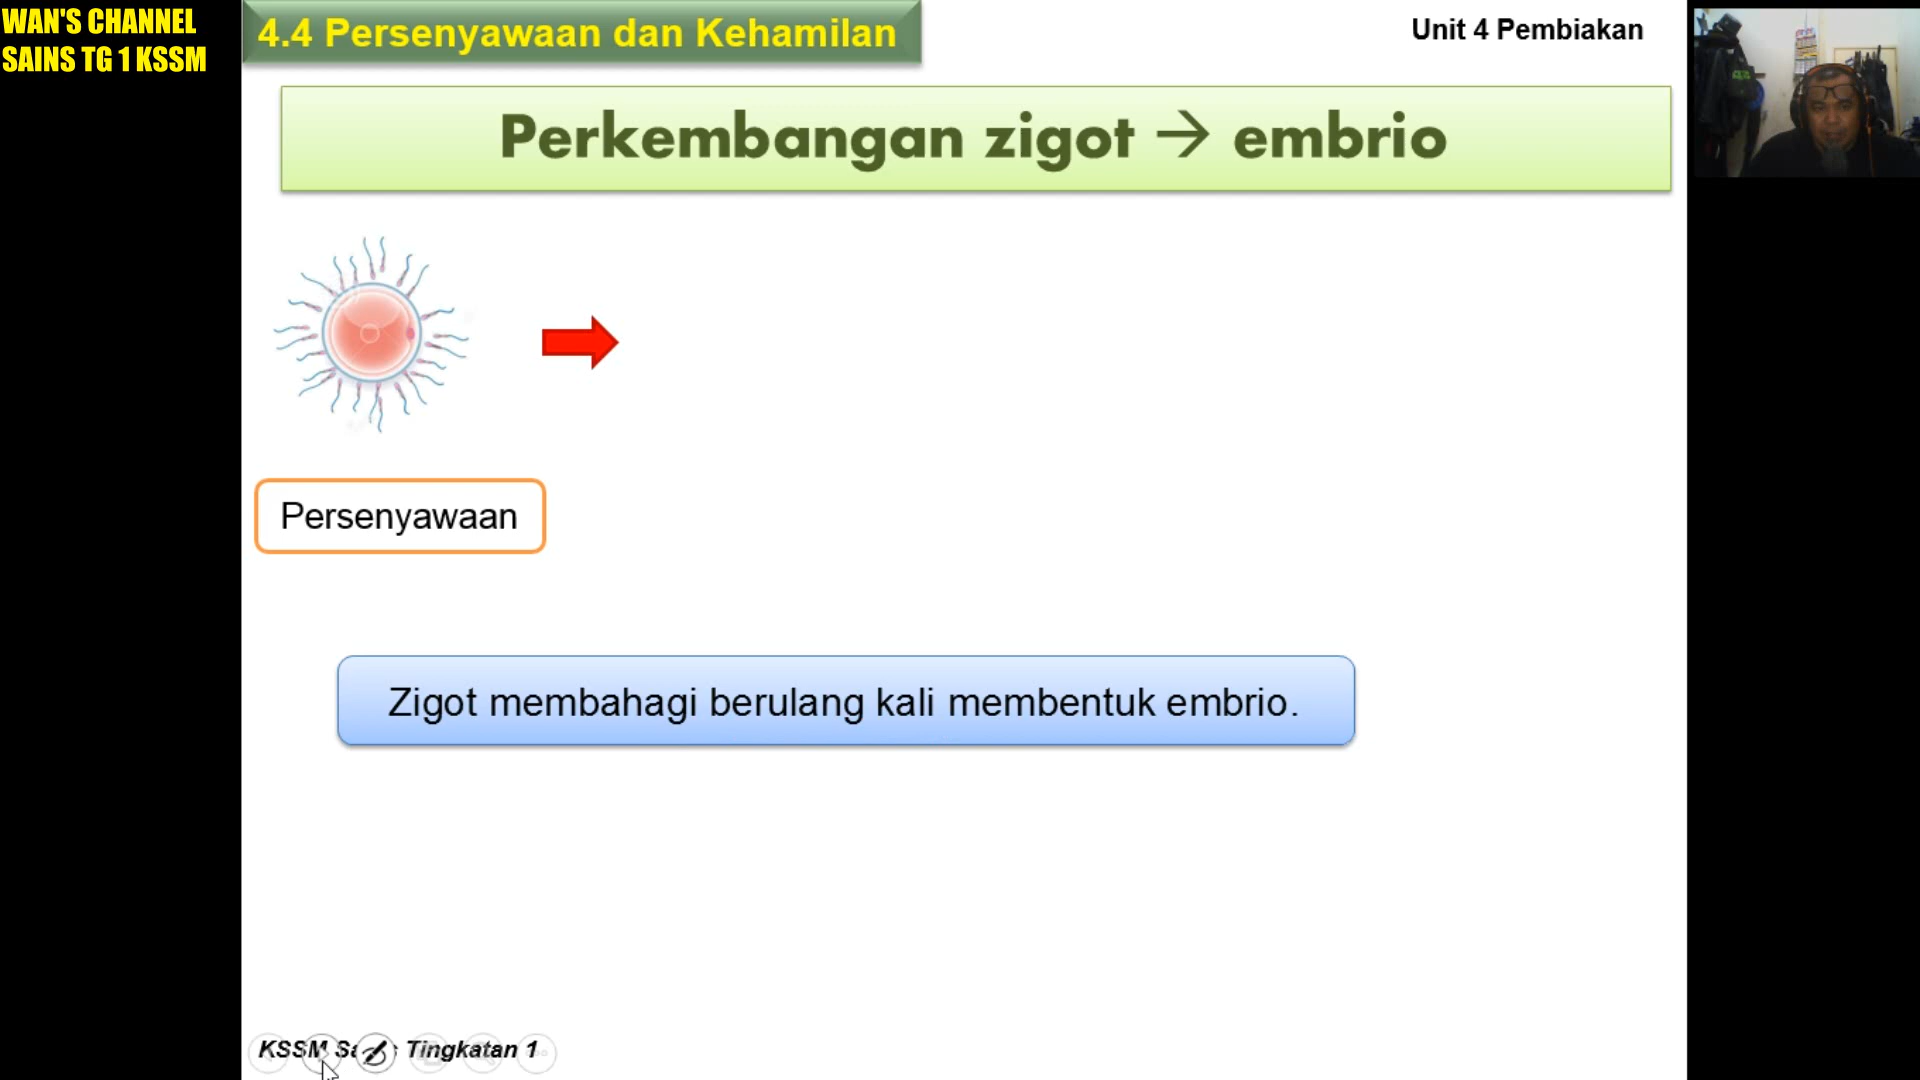 WAN'S CHANNEL
SAINS TG 1 KSSM
4.4 Persenyawaan dan Kehamilan
Unit 4 Pembiakan
Perkembangan zigot → embrio
Persenyawaan
Zigot membahagi berulang kali membentuk embrio.
KSSM Tingkatan 1